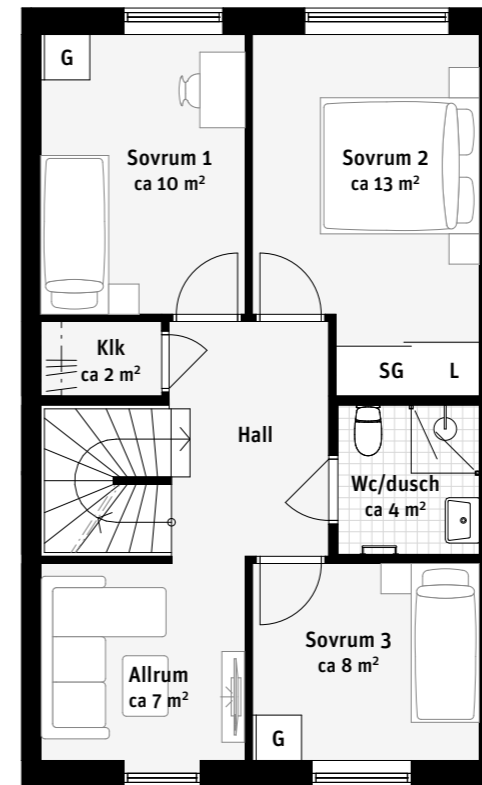 G
Sovrum 1
ca 10 m²
Sovrum 2
ca 13 m²
Klk
ca 2 m²
SG
L
Hall
Wc/dusch
ca 4 m²
Allrum
ca 7 m²
Sovrum 3
ca 8 m²
G